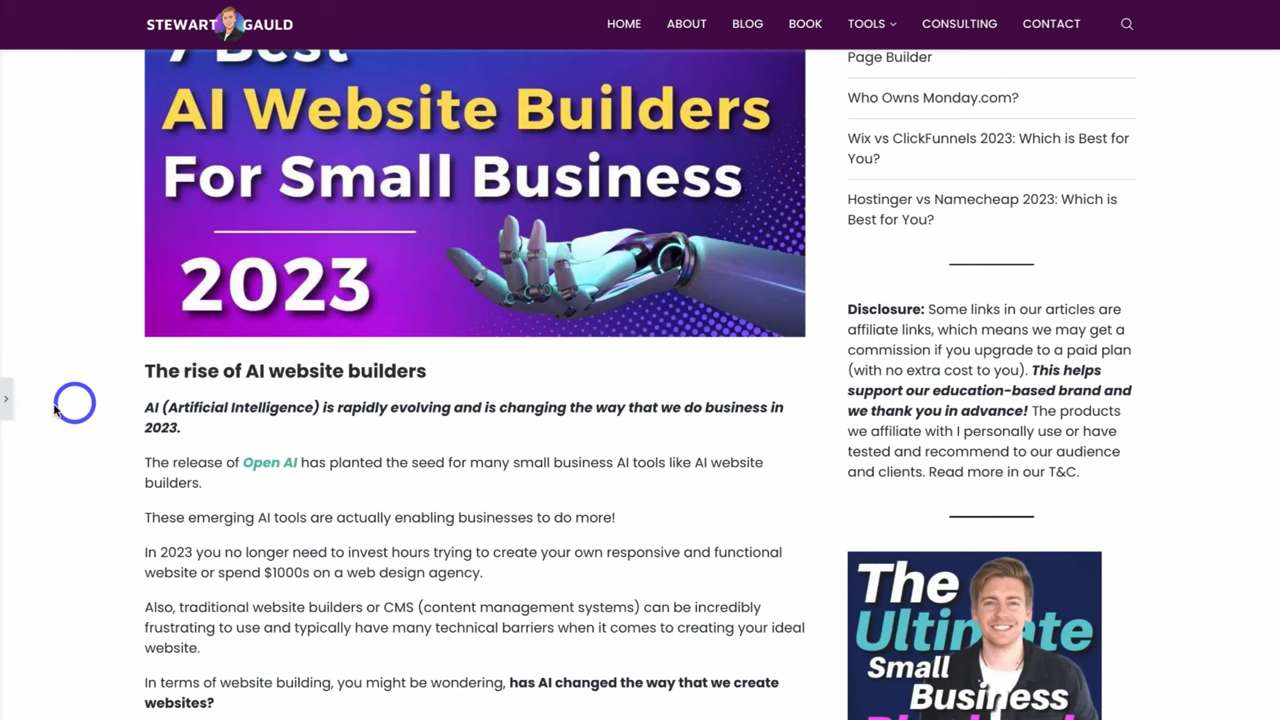 STEWART GAULD
HOME
ABOUT
BLOG
BOOK
TOOLS
CONSULTING
CONTACT
7 Best
AI Website Builders
For Small Business
2023
The rise of AI website builders
AI (Artificial Intelligence) is rapidly evolving and is changing the way that we do business in
2023.
The release of Open AI has planted the seed for many small business AI tools like AI website
builders.
These emerging AI tools are actually enabling businesses to do more!
In 2023 you no longer need to invest hours trying to create your own responsive and functional
website or spend $1000s on a web design agency.
Also, traditional website builders or CMS (content management systems) can be incredibly
frustrating to use and typically have many technical barriers when it comes to creating your ideal
website.
In terms of website building, you might be wondering, has AI changed the way that we create
websites?
Page Builder
Who Owns Monday.com?
Wix vs ClickFunnels 2023: Which is Best for
You?
Hostinger vs Namecheap 2023: Which is
Best for You?
Disclosure: Some links in our articles are
affiliate links, which means we may get a
commission if you upgrade to a paid plan
(with no extra cost to you). This helps
support our education-based brand and
we thank you in advance! The products
we affiliate with I personally use or have
tested and recommend to our audience
and clients. Read more in our T&C.
The
Ultimate
Small
Business